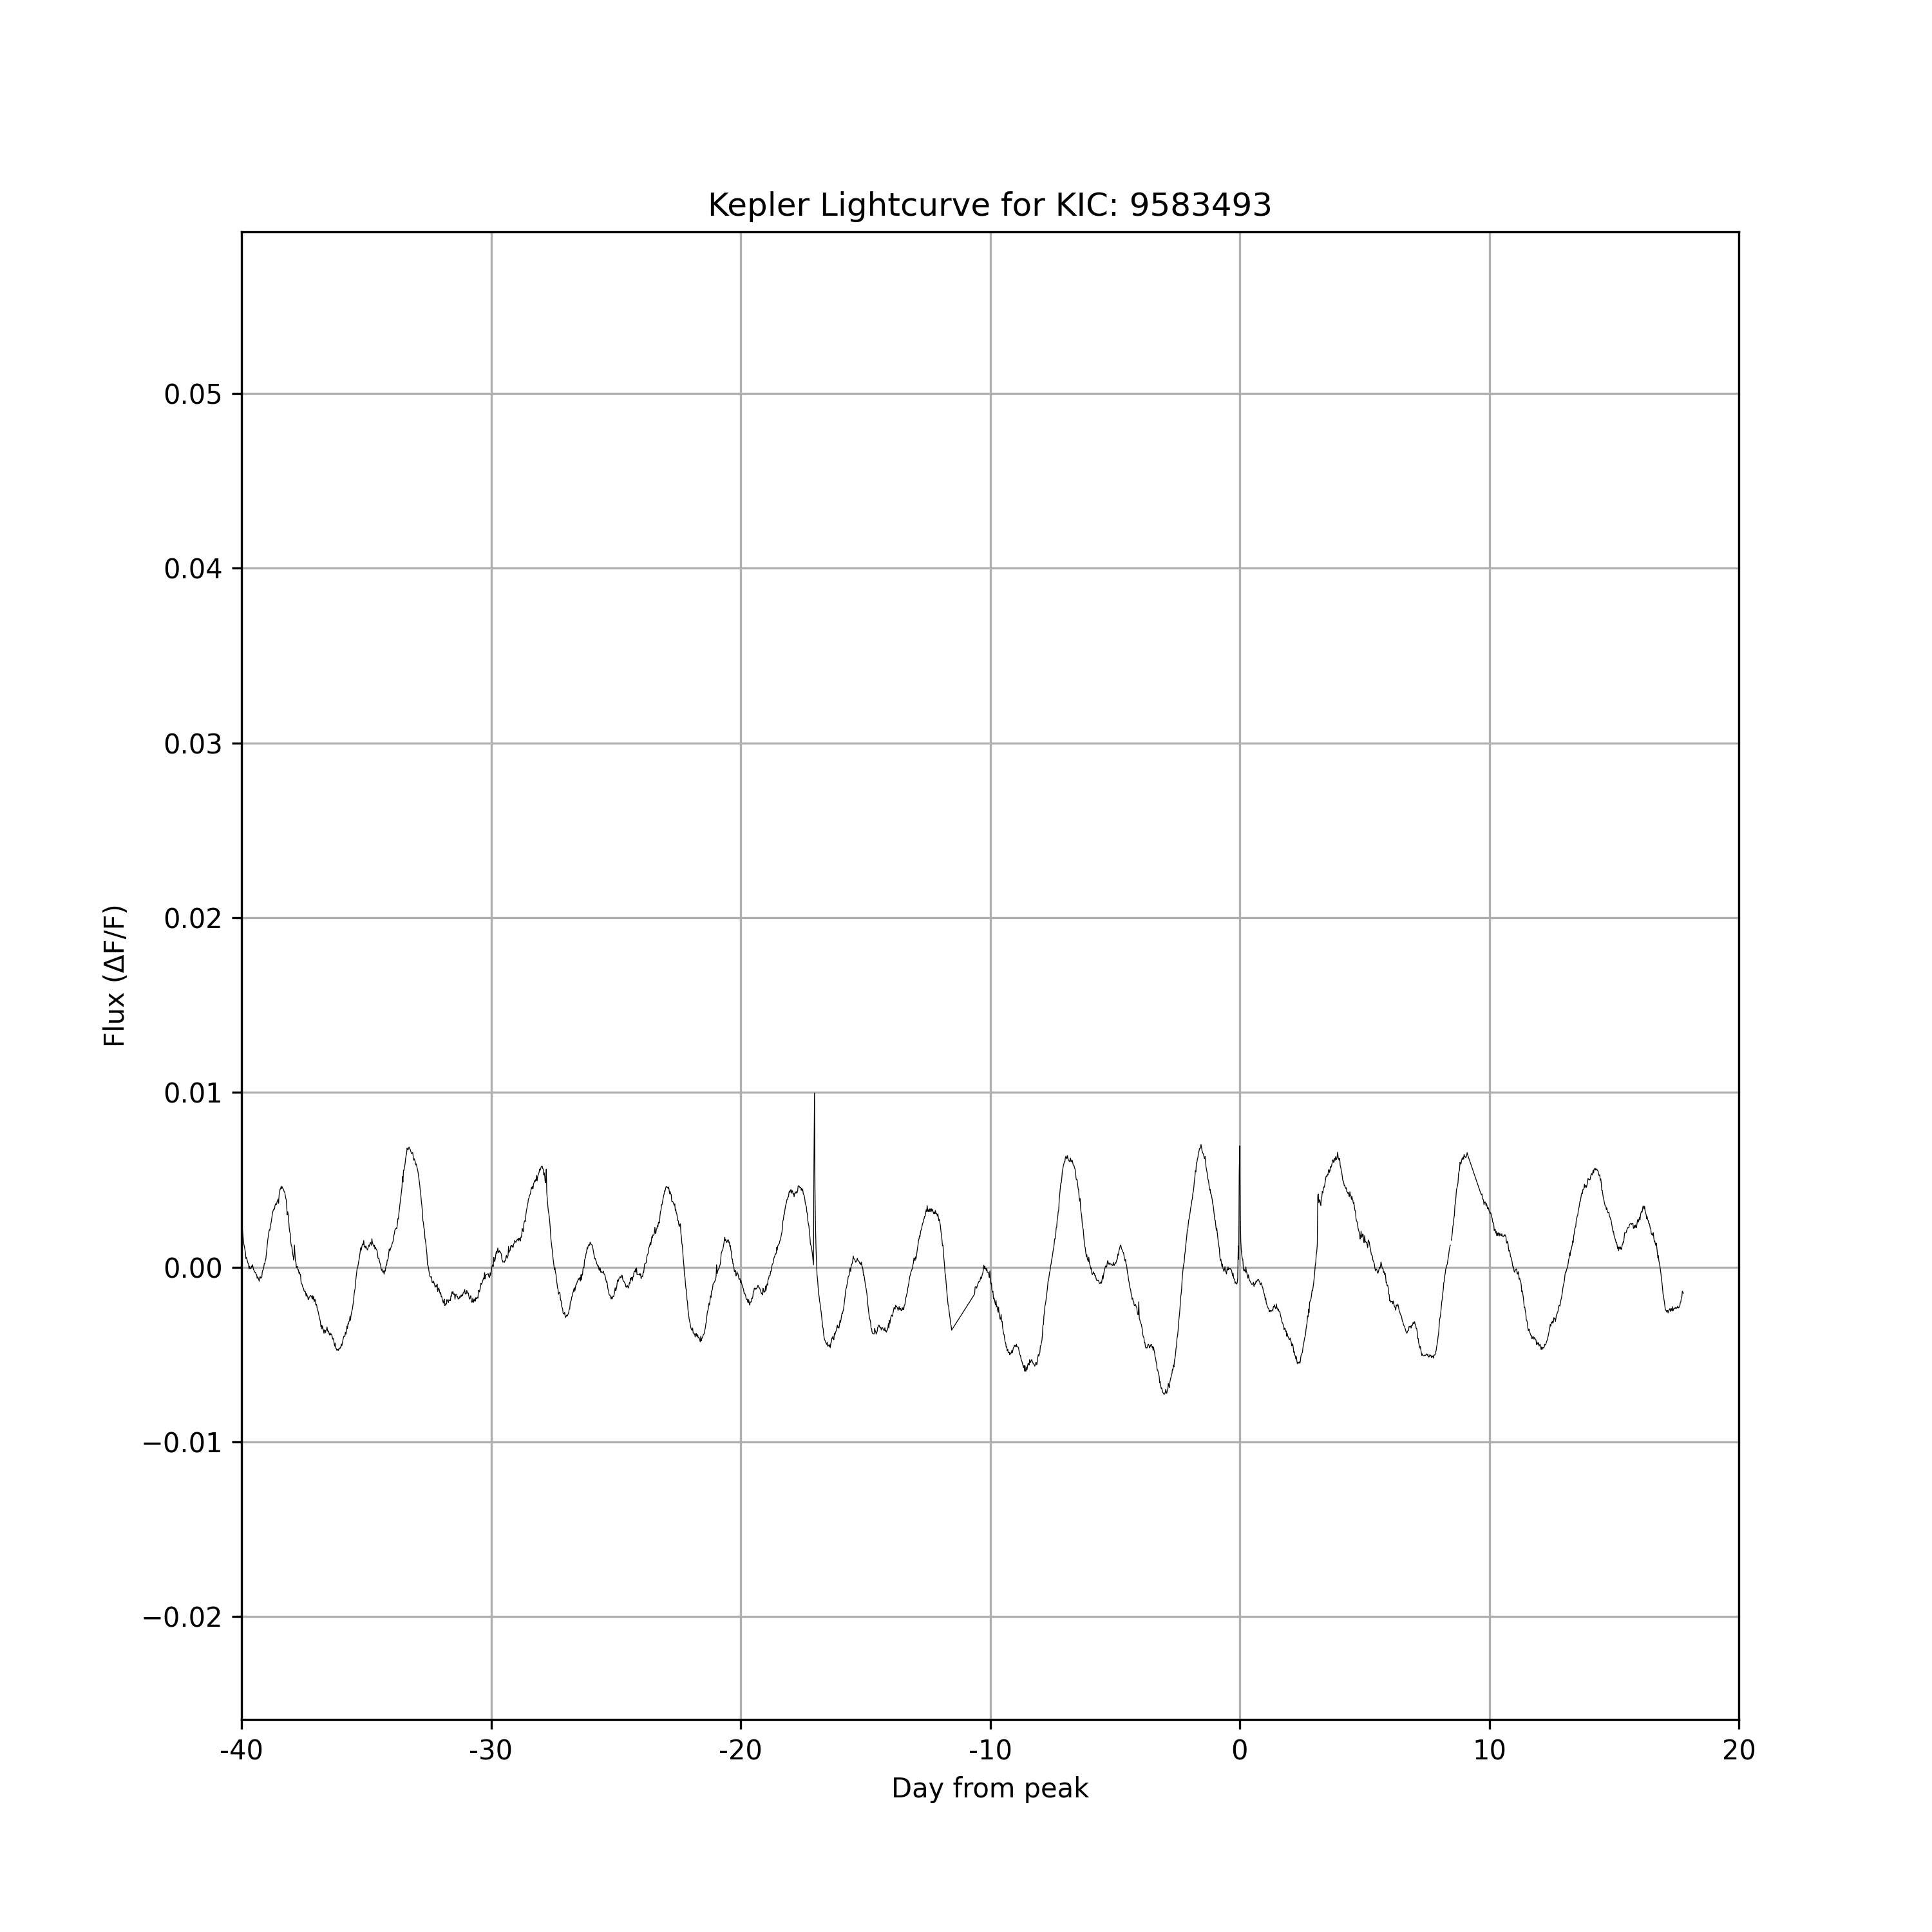 Kepler Lightcurve for KIC: 9583493
0.05
0.04
0.03
0.02
0.01
0.00
−0.01
−0.02
Flux (ΔF/F)
-40 -30 -20 -10 0 10 20
Day from peak